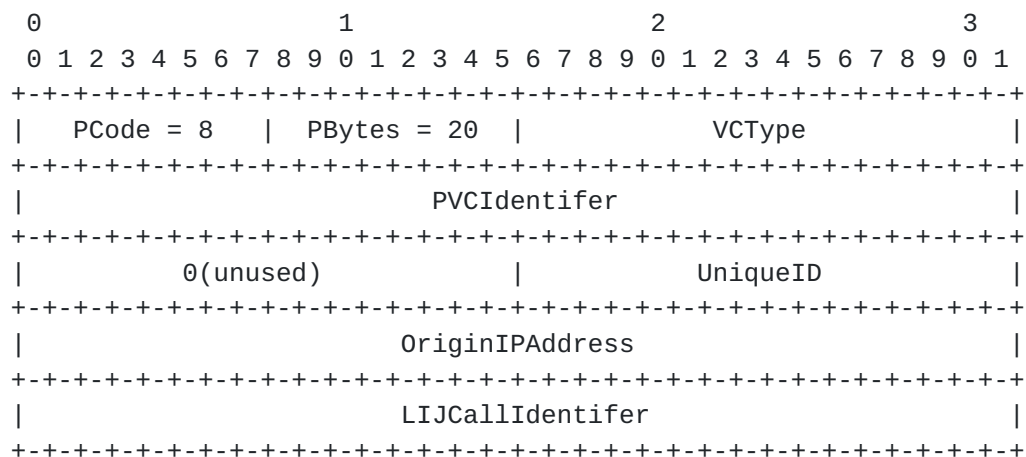 0                   1                   2                   3
 0 1 2 3 4 5 6 7 8 9 0 1 2 3 4 5 6 7 8 9 0 1 2 3 4 5 6 7 8 9 0 1
+-+-+-+-+-+-+-+-+-+-+-+-+-+-+-+-+-+-+-+-+-+-+-+-+-+-+-+-+-+-+-+-+
|   PCode = 8   |  PBytes = 20  |            VCType             |
+-+-+-+-+-+-+-+-+-+-+-+-+-+-+-+-+-+-+-+-+-+-+-+-+-+-+-+-+-+-+-+-+
|                          PVCIdentifer                         |
+-+-+-+-+-+-+-+-+-+-+-+-+-+-+-+-+-+-+-+-+-+-+-+-+-+-+-+-+-+-+-+-+
|          0(unused)            |           UniqueID            |
+-+-+-+-+-+-+-+-+-+-+-+-+-+-+-+-+-+-+-+-+-+-+-+-+-+-+-+-+-+-+-+-+
|                        OriginIPAddress                        |
+-+-+-+-+-+-+-+-+-+-+-+-+-+-+-+-+-+-+-+-+-+-+-+-+-+-+-+-+-+-+-+-+
|                        LIJCallIdentifer                       |
+-+-+-+-+-+-+-+-+-+-+-+-+-+-+-+-+-+-+-+-+-+-+-+-+-+-+-+-+-+-+-+-+